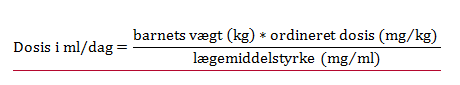 Dosis i ml/dag = barnets vægt (kg) ∗ ordineret dosis (mg/kg) / lægemiddelstyrke (mg/ml)